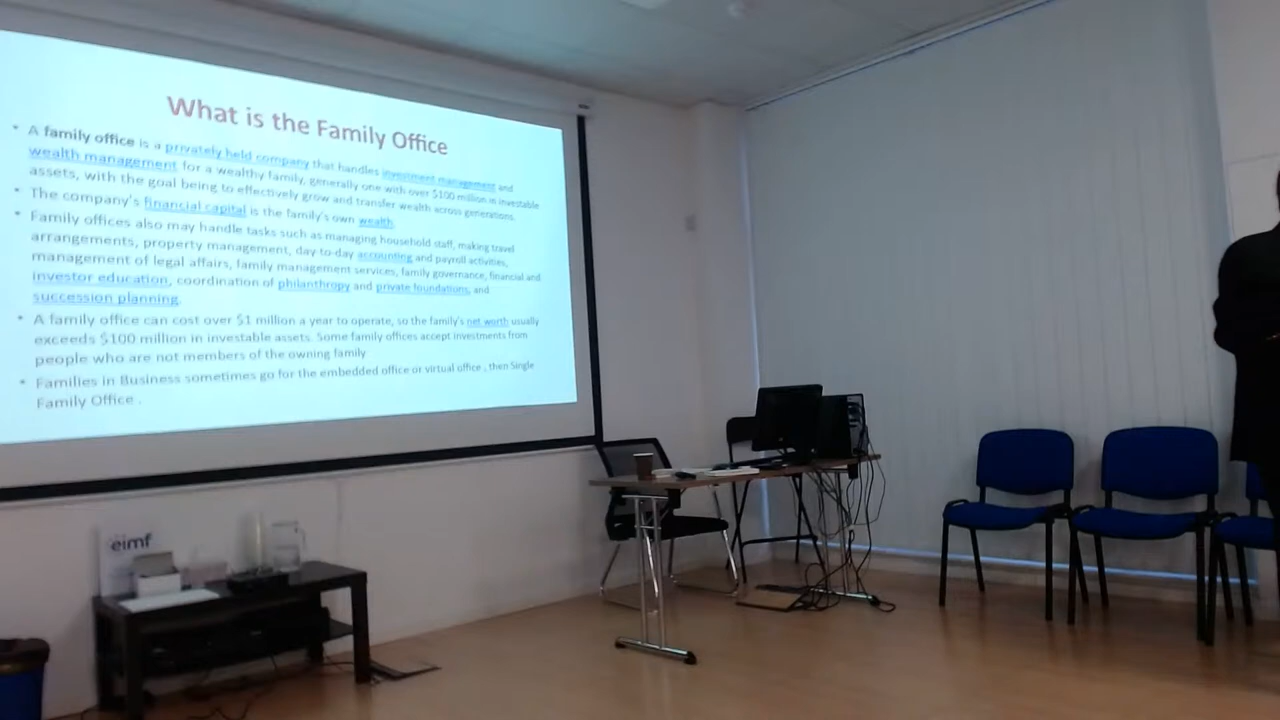 What is the Family Office
• A family office is a privately held company that handles investment management and
wealth management for a wealthy family, generally one with over $100 million in investable
assets, with the goal being to effectively grow and transfer wealth across generations.
• The company's financial capital is the family's own wealth.
• Family offices also may handle tasks such as managing household staff, making travel
arrangements, property management, day-to-day accounting and payroll activities,
management of legal affairs, family management services, family governance, financial and
investor education, coordination of philanthropy and private foundations, and
succession planning.
• A family office can cost over $1 million a year to operate, so the family's net worth usually
exceeds $100 million in investable assets. Some family offices accept investments from
people who are not members of the owning family
• Families in Business sometimes go for the embedded office or virtual office , then Single
Family Office .
eimf